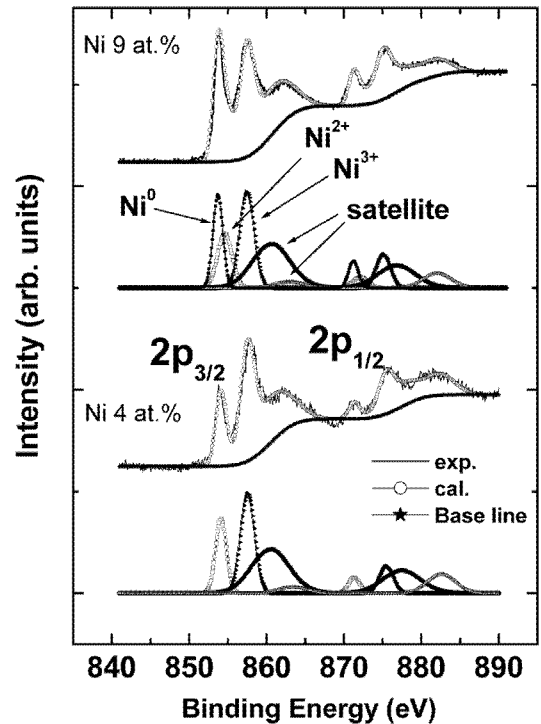 Ni 9 at.%
Ni²⁺
Ni³⁺
Ni⁰
satellite
2p₃/₂
2p₁/₂
Ni 4 at.%
exp.
cal.
Base line
Intensity (arb. units)
840 850 860 870 880 890
Binding Energy (eV)